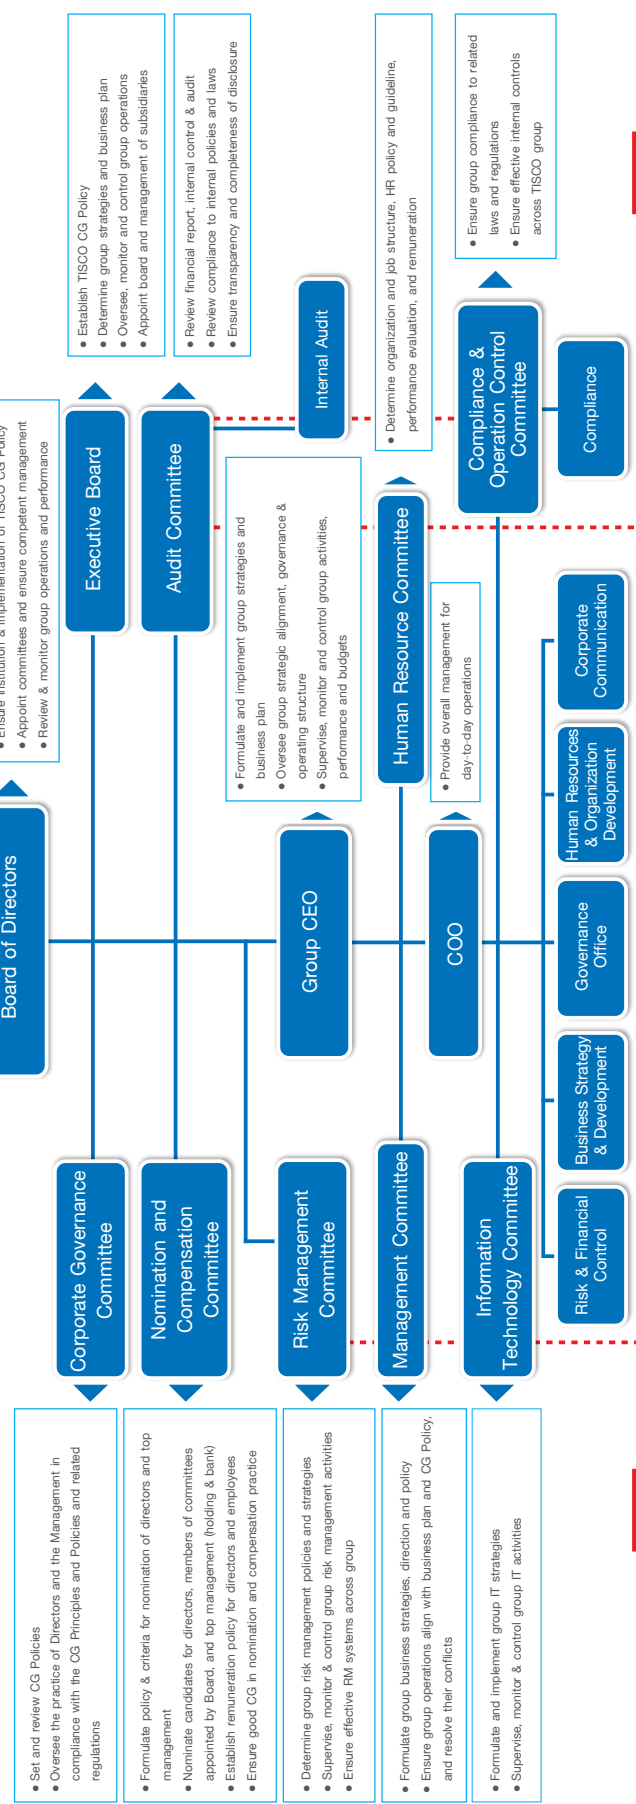 Board of Directors
• Ensure institution & implementation of TISCO CG Policy
• Appoint committees and ensure competent management
• Review & monitor group operations and performance
Corporate Governance
Committee
• Set and review CG Policies
• Oversee the practice of Directors and the Management in
compliance with the CG Principles and Policies and related
regulations
Executive Board
• Establish TISCO CG Policy
• Determine group strategies and business plan
• Oversee, monitor and control group operations
• Appoint board and management of subsidiaries
Nomination and
Compensation
Committee
• Formulate policy & criteria for nomination of directors and top
management
• Nominate candidates for directors, members of committees
appointed by Board, and top management (holding & bank)
• Establish remuneration policy for directors and employees
• Ensure good CG in nomination and compensation practice
Audit Committee
• Review financial report, internal control & audit
• Review compliance to internal policies and laws
• Ensure transparency and completeness of disclosure
Internal Audit
Risk Management
Committee
• Determine group risk management policies and strategies
• Supervise, monitor & control group risk management activities
• Ensure effective RM systems across group
Group CEO
• Formulate and implement group strategies and
business plan
• Oversee group strategic alignment, governance &
operating structure
• Supervise, monitor and control group activities,
performance and budgets
Management Committee
• Formulate group business strategies, direction and policy
• Ensure group operations align with business plan and CG Policy,
and resolve their conflicts
Human Resource Committee
• Determine organization and job structure, HR policy and guideline,
performance evaluation, and remuneration
COO
• Provide overall management for
day-to-day operations
Information
Technology Committee
• Formulate and implement group IT strategies
• Supervise, monitor & control group IT activities
Compliance &
Operation Control
Committee
• Ensure group compliance to related
laws and regulations
• Ensure effective internal controls
across TISCO group
Risk & Financial
Control
Business Strategy
& Development
Governance
Office
Human Resources
& Organization
Development
Corporate
Communication
Compliance